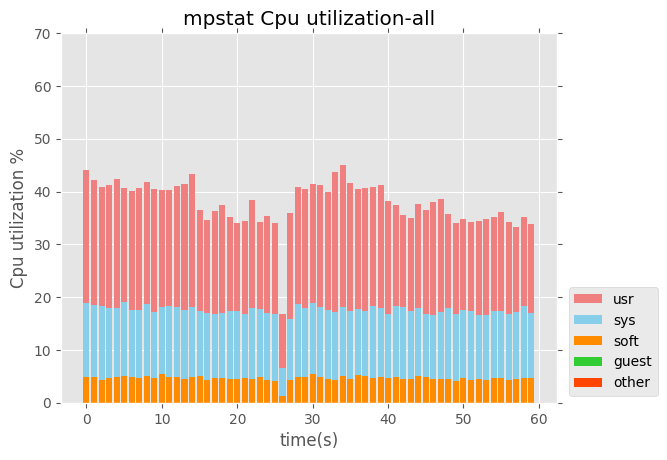 mpstat Cpu utilization-all
Cpu utilization %
70
60
50
40
30
20
10
0
0 10 20 30 40 50 60
time(s)
usr
sys
soft
guest
other